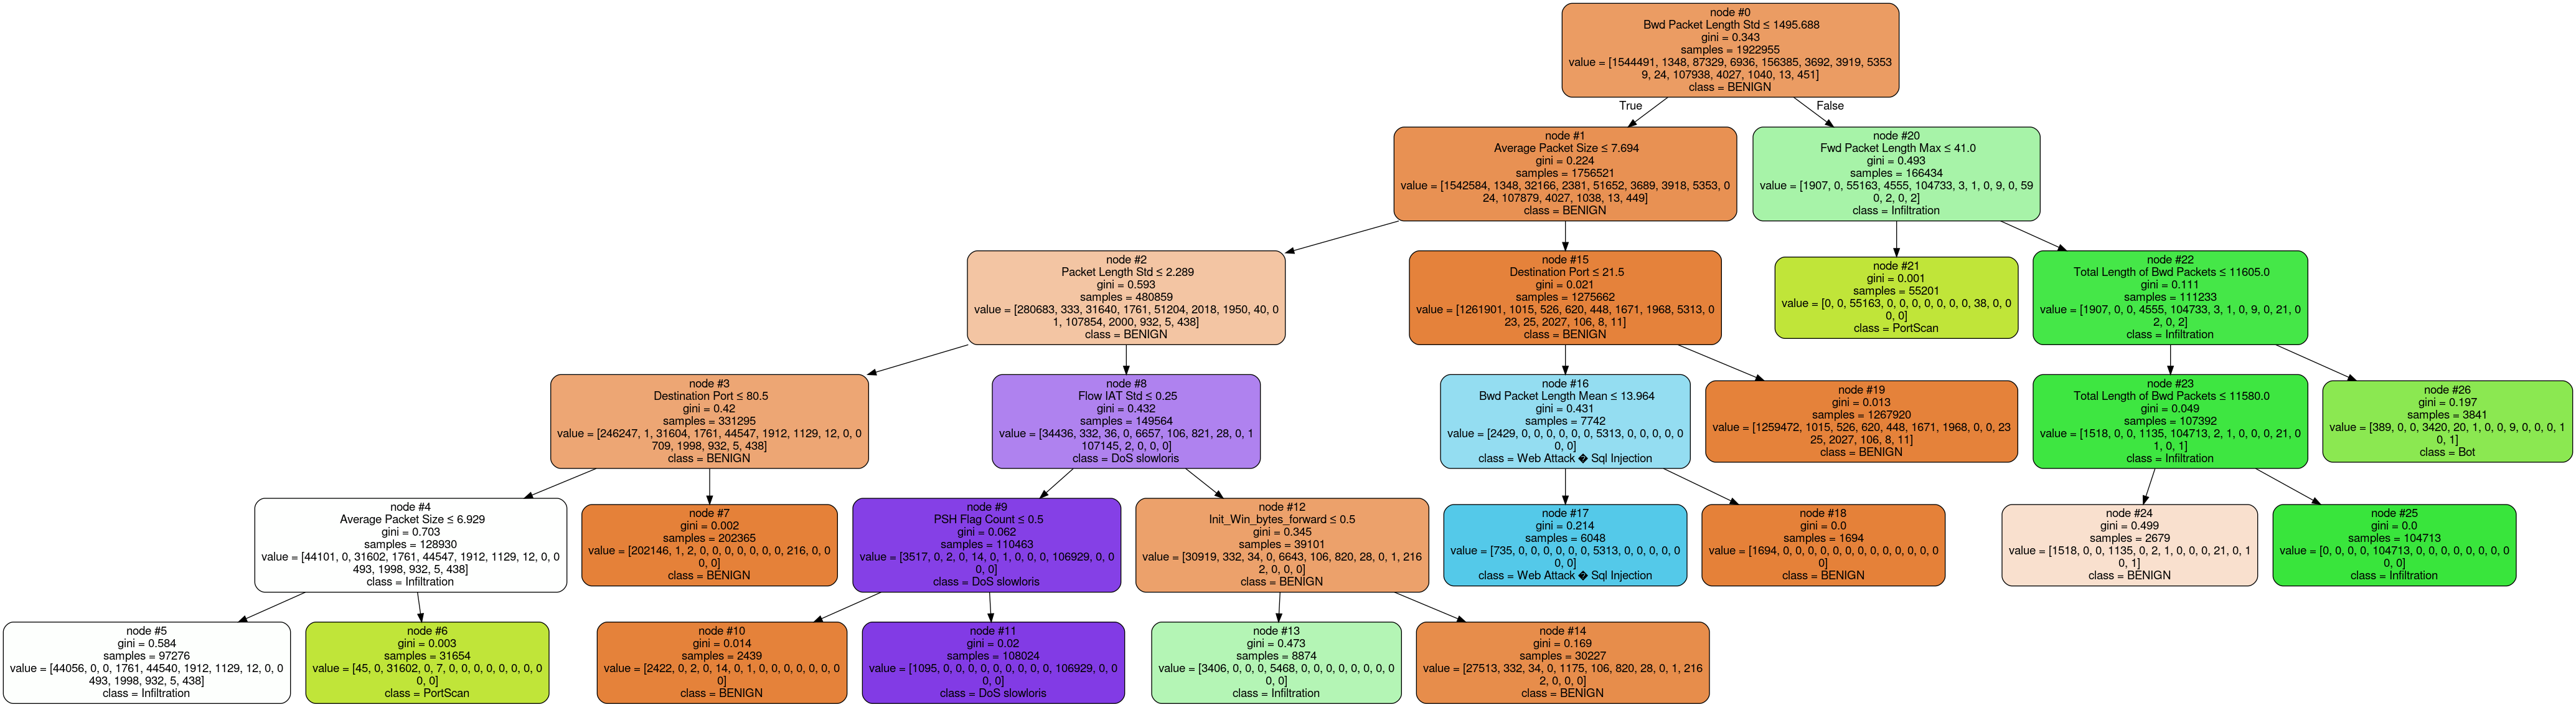 node #0
Bwd Packet Length Std ≤ 1495.688
gini = 0.343
samples = 1922955
value = [1544491, 1348, 87329, 6936, 156385, 3692, 3919, 5353
9, 24, 107938, 4027, 1040, 13, 451]
class = BENIGN
True
False
node #1
Average Packet Size ≤ 7.694
gini = 0.224
samples = 1756521
value = [1542584, 1348, 32166, 2381, 51652, 3689, 3918, 5353, 0
24, 107879, 4027, 1038, 13, 449]
class = BENIGN
node #20
Fwd Packet Length Max ≤ 41.0
gini = 0.493
samples = 166434
value = [1907, 0, 55163, 4555, 104733, 3, 1, 0, 9, 0, 59
0, 2, 0, 2]
class = Infiltration
node #2
Packet Length Std ≤ 2.289
gini = 0.593
samples = 480859
value = [280683, 333, 31640, 1761, 51204, 2018, 1950, 40, 0
1, 107854, 2000, 932, 5, 438]
class = BENIGN
node #15
Destination Port ≤ 21.5
gini = 0.021
samples = 1275662
value = [1261901, 1015, 526, 620, 448, 1671, 1968, 5313, 0
23, 25, 2027, 106, 8, 11]
class = BENIGN
node #21
gini = 0.001
samples = 55201
value = [0, 0, 55163, 0, 0, 0, 0, 0, 0, 0, 38, 0, 0
0, 0]
class = PortScan
node #22
Total Length of Bwd Packets ≤ 11605.0
gini = 0.111
samples = 111233
value = [1907, 0, 0, 4555, 104733, 3, 1, 0, 9, 0, 21, 0
2, 0, 2]
class = Infiltration
node #3
Destination Port ≤ 80.5
gini = 0.42
samples = 331295
value = [246247, 1, 31604, 1761, 44547, 1912, 1129, 12, 0, 0
709, 1998, 932, 5, 438]
class = BENIGN
node #8
Flow IAT Std ≤ 0.25
gini = 0.432
samples = 149564
value = [34436, 332, 36, 0, 6657, 106, 821, 28, 0, 1
107145, 2, 0, 0, 0]
class = DoS slowloris
node #16
Bwd Packet Length Mean ≤ 13.964
gini = 0.431
samples = 7742
value = [2429, 0, 0, 0, 0, 0, 0, 5313, 0, 0, 0, 0, 0
0, 0]
class = Web Attack � Sql Injection
node #19
gini = 0.013
samples = 1267920
value = [1259472, 1015, 526, 620, 448, 1671, 1968, 0, 0, 23
25, 2027, 106, 8, 11]
class = BENIGN
node #23
Total Length of Bwd Packets ≤ 11580.0
gini = 0.049
samples = 107392
value = [1518, 0, 0, 1135, 104713, 2, 1, 0, 0, 0, 21, 0
1, 0, 1]
class = Infiltration
node #26
gini = 0.197
samples = 3841
value = [389, 0, 0, 3420, 20, 1, 0, 0, 9, 0, 0, 0, 1
0, 1]
class = Bot
node #4
Average Packet Size ≤ 6.929
gini = 0.703
samples = 128930
value = [44101, 0, 31602, 1761, 44547, 1912, 1129, 12, 0, 0
493, 1998, 932, 5, 438]
class = Infiltration
node #7
gini = 0.002
samples = 202365
value = [202146, 1, 2, 0, 0, 0, 0, 0, 0, 0, 216, 0, 0
0, 0]
class = BENIGN
node #9
PSH Flag Count ≤ 0.5
gini = 0.062
samples = 110463
value = [3517, 0, 2, 0, 14, 0, 1, 0, 0, 0, 106929, 0, 0
0, 0]
class = DoS slowloris
node #12
Init_Win_bytes_forward ≤ 0.5
gini = 0.345
samples = 39101
value = [30919, 332, 34, 0, 6643, 106, 820, 28, 0, 1, 216
2, 0, 0, 0]
class = BENIGN
node #17
gini = 0.214
samples = 6048
value = [735, 0, 0, 0, 0, 0, 0, 5313, 0, 0, 0, 0, 0
0, 0]
class = Web Attack � Sql Injection
node #18
gini = 0.0
samples = 1694
value = [1694, 0, 0, 0, 0, 0, 0, 0, 0, 0, 0, 0, 0, 0
0]
class = BENIGN
node #24
gini = 0.499
samples = 2679
value = [1518, 0, 0, 1135, 0, 2, 1, 0, 0, 0, 21, 0, 1
0, 1]
class = BENIGN
node #25
gini = 0.0
samples = 104713
value = [0, 0, 0, 0, 104713, 0, 0, 0, 0, 0, 0, 0, 0
0, 0]
class = Infiltration
node #5
gini = 0.584
samples = 97276
value = [44056, 0, 0, 1761, 44540, 1912, 1129, 12, 0, 0
493, 1998, 932, 5, 438]
class = Infiltration
node #6
gini = 0.003
samples = 31654
value = [45, 0, 31602, 0, 7, 0, 0, 0, 0, 0, 0, 0, 0
0, 0]
class = PortScan
node #10
gini = 0.014
samples = 2439
value = [2422, 0, 2, 0, 14, 0, 1, 0, 0, 0, 0, 0, 0, 0
0]
class = BENIGN
node #11
gini = 0.02
samples = 108024
value = [1095, 0, 0, 0, 0, 0, 0, 0, 0, 0, 106929, 0, 0
0, 0]
class = DoS slowloris
node #13
gini = 0.473
samples = 8874
value = [3406, 0, 0, 0, 5468, 0, 0, 0, 0, 0, 0, 0, 0
0, 0]
class = Infiltration
node #14
gini = 0.169
samples = 30227
value = [27513, 332, 34, 0, 1175, 106, 820, 28, 0, 1, 216
2, 0, 0, 0]
class = BENIGN